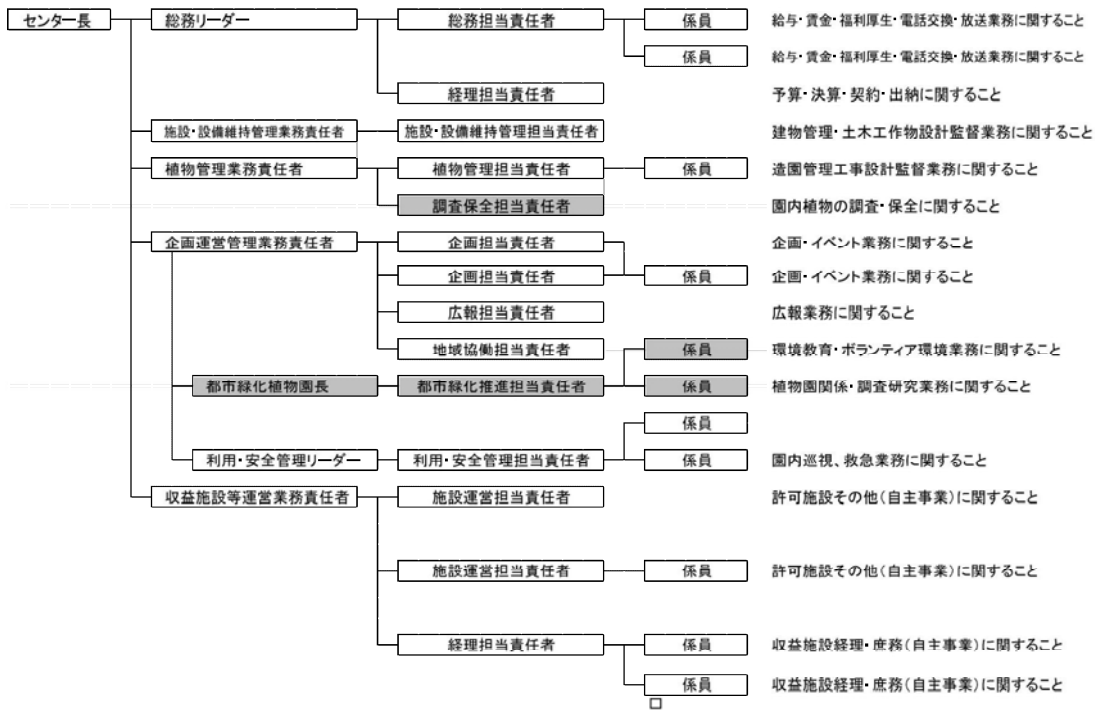 センター長 総務リーダー 総務担当責任者 係員 給与・賃金・福利厚生・電話交換・放送業務に関すること
係員 給与・賃金・福利厚生・電話交換・放送業務に関すること
経理担当責任者 予算・決算・契約・出納に関すること
施設・設備維持管理業務責任者 施設・設備維持管理担当責任者 建物管理・土木工作物設計監督業務に関すること
植物管理業務責任者 植物管理担当責任者 係員 造園管理工事設計監督業務に関すること
調査保全担当責任者 園内植物の調査・保全に関すること
企画運営管理業務責任者 企画担当責任者 企画・イベント業務に関すること
企画担当責任者 係員 企画・イベント業務に関すること
広報担当責任者 広報業務に関すること
地域協働担当責任者 係員 環境教育・ボランティア環境業務に関すること
都市緑化植物園長 都市緑化推進担当責任者 係員 植物園関係・調査研究業務に関すること
係員
利用・安全管理リーダー 利用・安全管理担当責任者 係員 園内巡視、救急業務に関すること
収益施設等運営業務責任者 施設運営担当責任者 許可施設その他(自主事業)に関すること
施設運営担当責任者 係員 許可施設その他(自主事業)に関すること
経理担当責任者 係員 収益施設経理・庶務(自主事業)に関すること
係員 収益施設経理・庶務(自主事業)に関すること